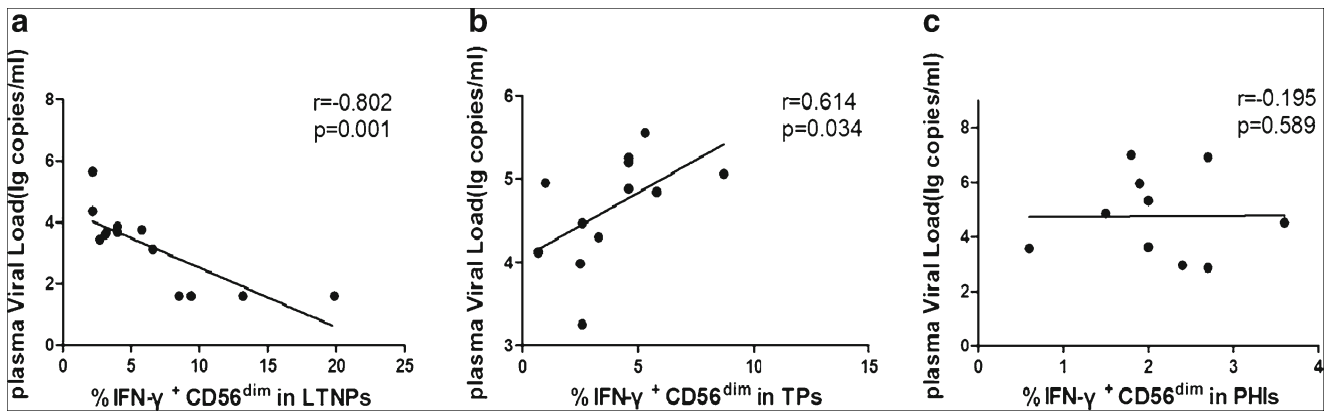 a
plasma Viral Load(lg copies/ml)
8
6
4
2
0
0 5 10 15 20 25
r=-0.802
p=0.001
% IFN-γ + CD56dim in LTNPs
b
plasma Viral Load(lg copies/ml)
6
5
4
3
0 5 10 15
r=0.614
p=0.034
% IFN-γ + CD56dim in TPs
c
plasma Viral Load(lg copies/ml)
8
6
4
2
0
0 1 2 3 4
r=-0.195
p=0.589
% IFN-γ + CD56dim in PHIs